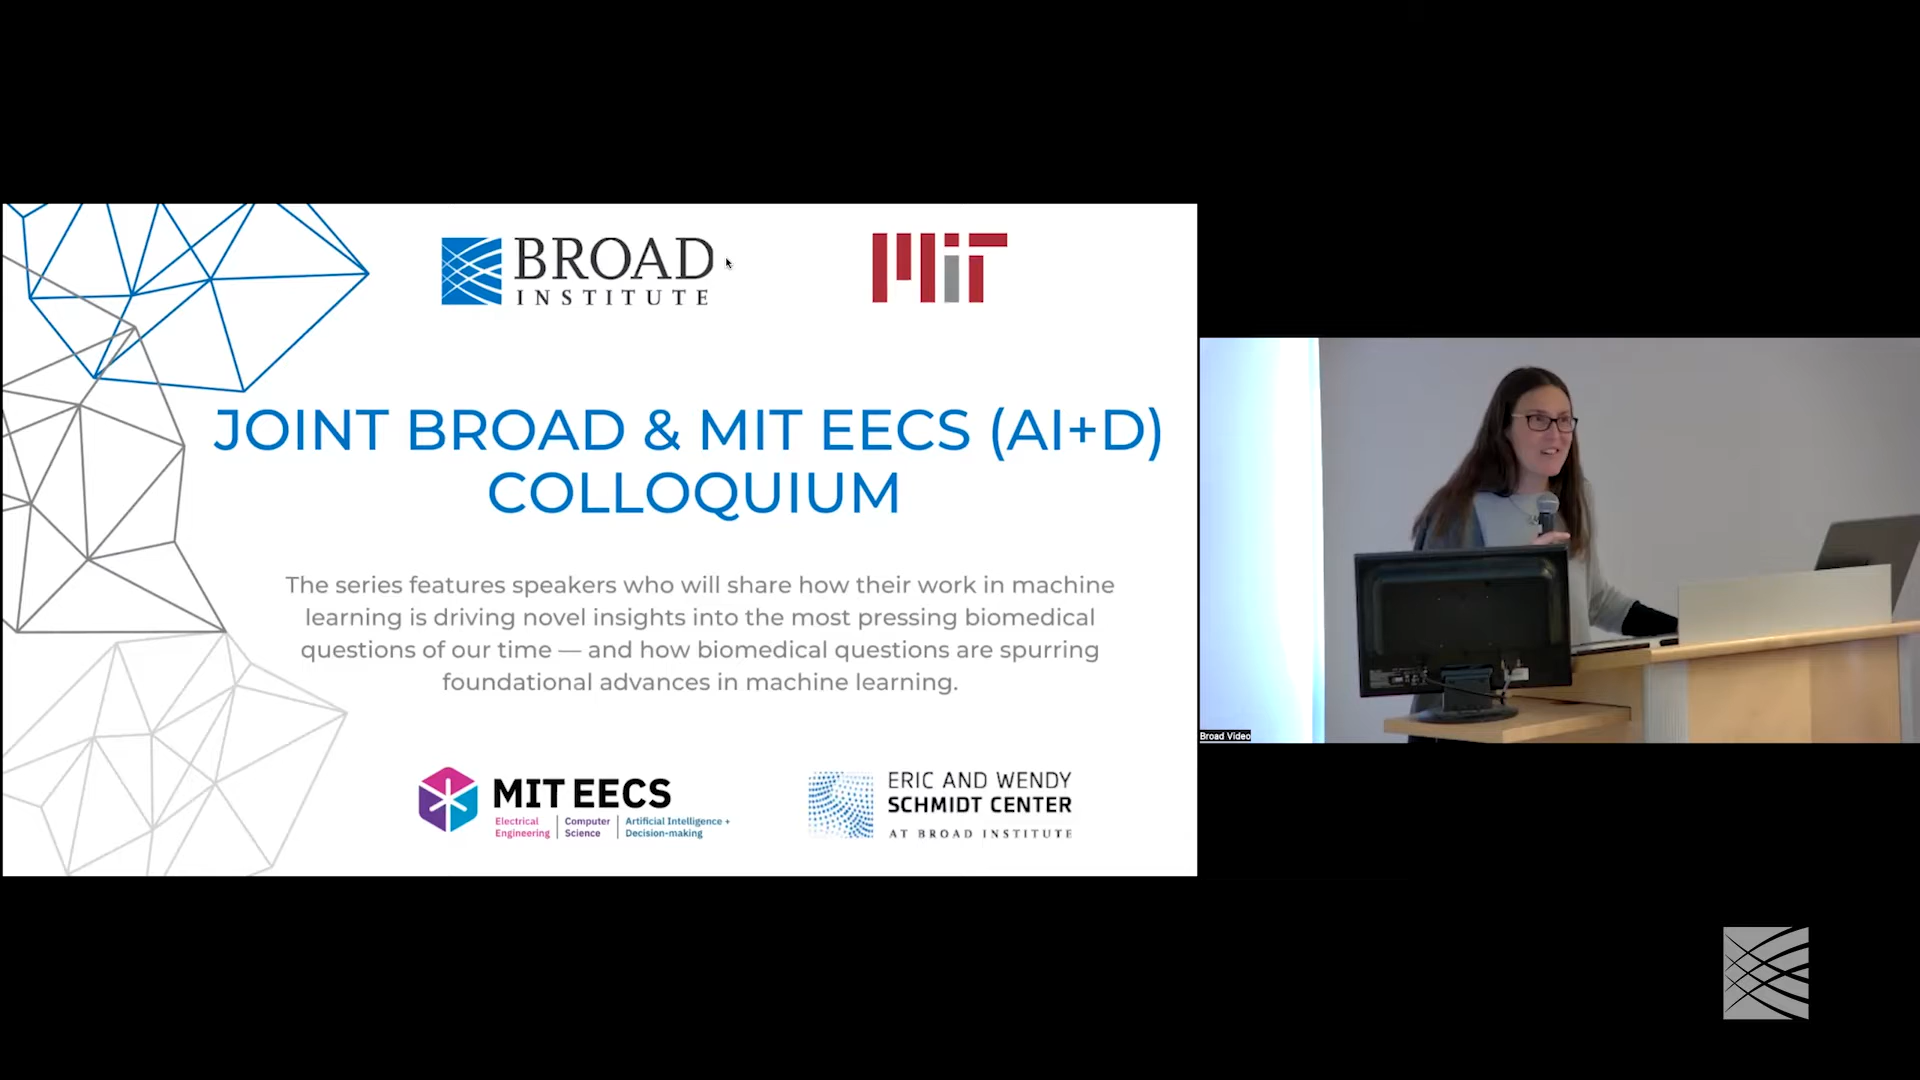 BROAD
INSTITUTE
MIT
JOINT BROAD & MIT EECS (AI+D)
COLLOQUIUM
The series features speakers who will share how their work in machine
learning is driving novel insights into the most pressing biomedical
questions of our time — and how biomedical questions are spurring
foundational advances in machine learning.
MIT EECS
Electrical
Engineering
Computer
Science
Artificial Intelligence +
Decision-making
ERIC AND WENDY
SCHMIDT CENTER
AT BROAD INSTITUTE
Broad Video